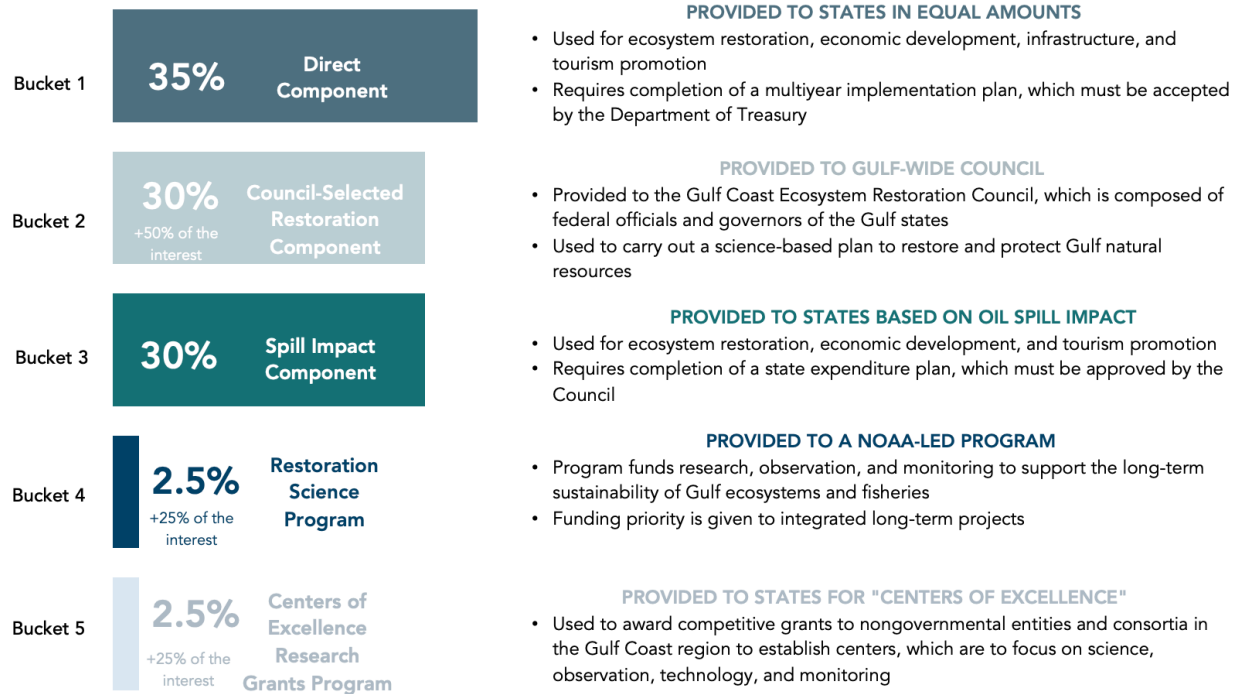 Bucket 1
35%
Direct
Component
PROVIDED TO STATES IN EQUAL AMOUNTS
• Used for ecosystem restoration, economic development, infrastructure, and
tourism promotion
• Requires completion of a multiyear implementation plan, which must be accepted
by the Department of Treasury
Bucket 2
30%
+50% of the
interest
Council-Selected
Restoration
Component
PROVIDED TO GULF-WIDE COUNCIL
• Provided to the Gulf Coast Ecosystem Restoration Council, which is composed of
federal officials and governors of the Gulf states
• Used to carry out a science-based plan to restore and protect Gulf natural
resources
Bucket 3
30%
Spill Impact
Component
PROVIDED TO STATES BASED ON OIL SPILL IMPACT
• Used for ecosystem restoration, economic development, and tourism promotion
• Requires completion of a state expenditure plan, which must be approved by the
Council
Bucket 4
2.5%
+25% of the
interest
Restoration
Science
Program
PROVIDED TO A NOAA-LED PROGRAM
• Program funds research, observation, and monitoring to support the long-term
sustainability of Gulf ecosystems and fisheries
• Funding priority is given to integrated long-term projects
Bucket 5
2.5%
+25% of the
interest
Centers of
Excellence
Research
Grants Program
PROVIDED TO STATES FOR "CENTERS OF EXCELLENCE"
• Used to award competitive grants to nongovernmental entities and consortia in
the Gulf Coast region to establish centers, which are to focus on science,
observation, technology, and monitoring